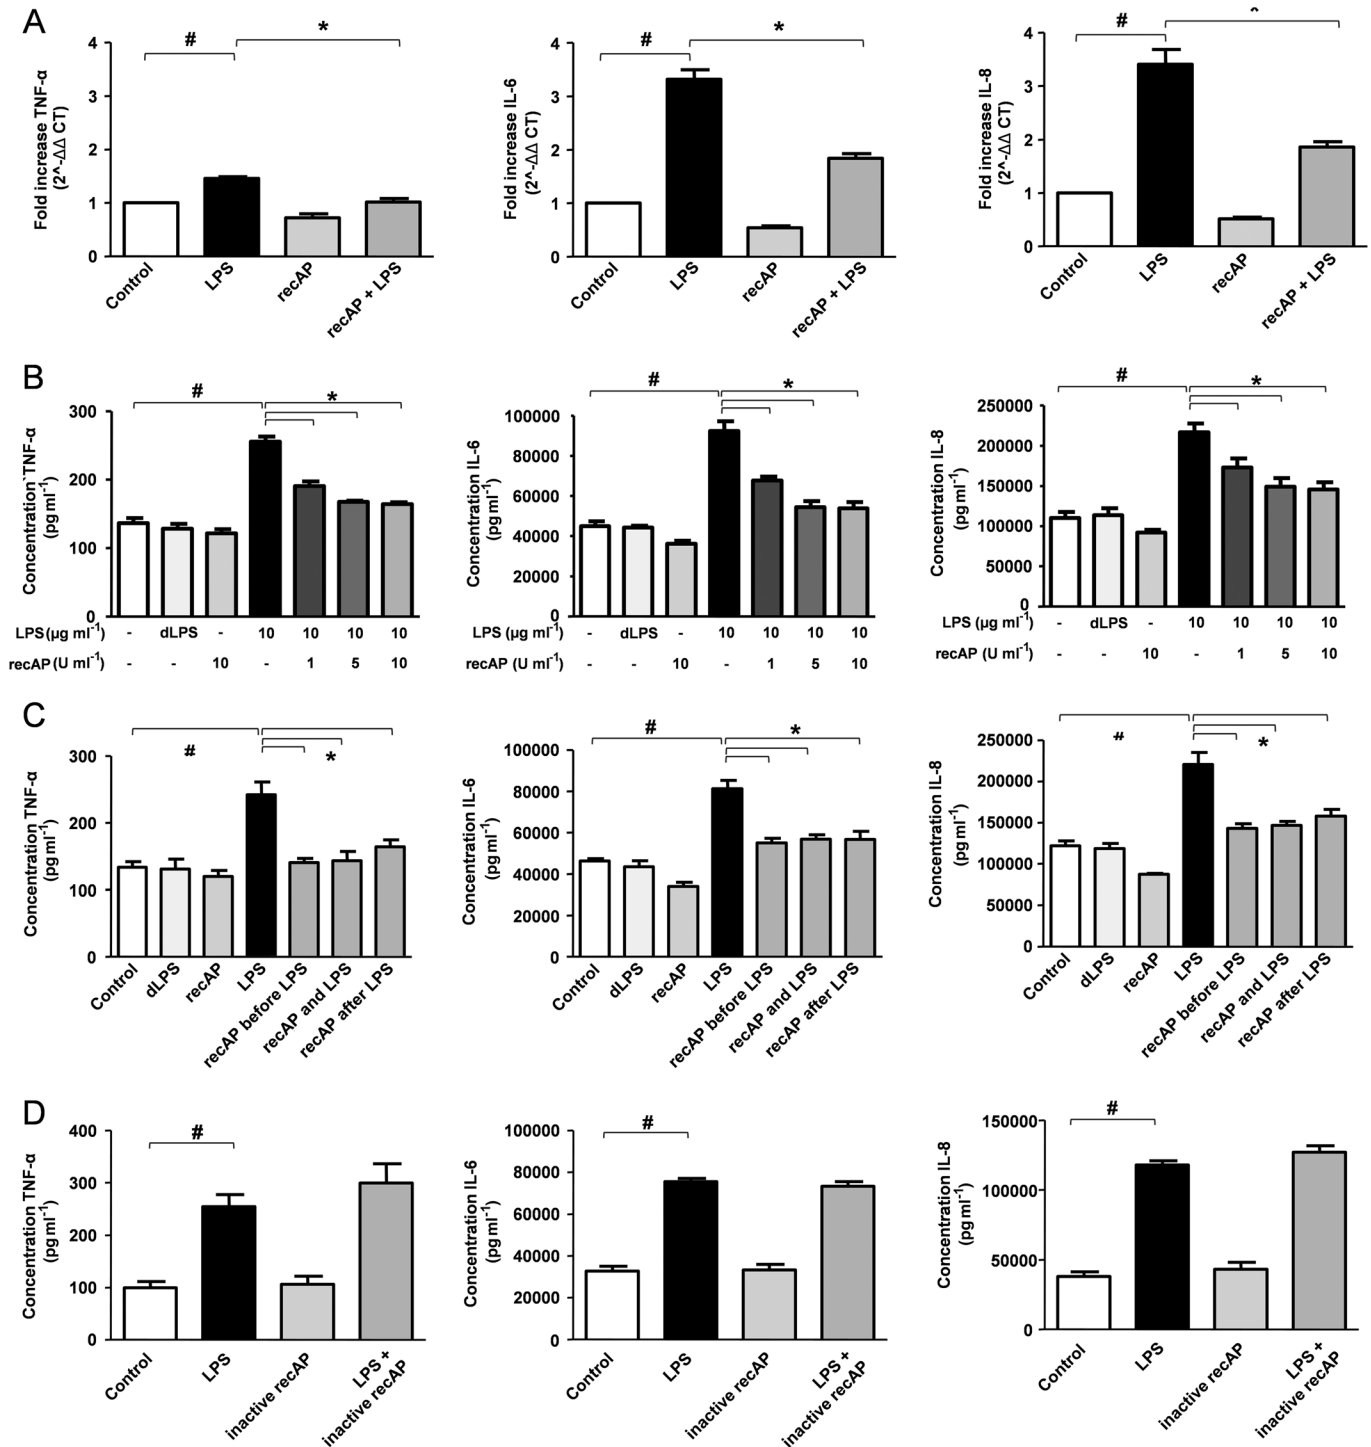 A
# *
# *
#
Fold increase TNF-α
(2^-ΔΔ CT)
4
3
2
1
0
Control
LPS
recAP
recAP + LPS
Fold increase IL-6
(2^-ΔΔ CT)
4
3
2
1
0
Control
LPS
recAP
recAP + LPS
Fold increase IL-8
(2^-ΔΔ CT)
4
3
2
1
0
Control
LPS
recAP
recAP + LPS
B
# *
# *
# *
Concentration`TNF-α
(pg ml-1)
300
200
100
0
LPS (µg ml-1) - dLPS - 10 10 10 10
recAP (U ml-1) - - 10 - 1 5 10
Concentration IL-6
(pg ml-1)
100000
80000
60000
40000
20000
0
LPS (µg ml-1) - dLPS - 10 10 10 10
recAP (U ml-1) - - 10 - 1 5 10
Concentration IL-8
(pg ml-1)
250000
200000
150000
100000
50000
0
LPS (µg ml-1) - dLPS - 10 10 10 10
recAP (U ml-1) - - 10 - 1 5 10
C
# *
# *
# *
Concentration TNF-α
(pg ml-1)
300
200
100
0
Control
dLPS
recAP
LPS
recAP before LPS
recAP and LPS
recAP after LPS
Concentration IL-6
(pg ml-1)
100000
80000
60000
40000
20000
0
Control
dLPS
recAP
LPS
recAP before LPS
recAP and LPS
recAP after LPS
Concentration IL-8
(pg ml-1)
250000
200000
150000
100000
50000
0
Control
dLPS
recAP
LPS
recAP before LPS
recAP and LPS
recAP after LPS
D
#
#
#
Concentration TNF-α
(pg ml-1)
400
300
200
100
0
Control
LPS
inactive recAP
LPS +
inactive recAP
Concentration IL-6
(pg ml-1)
100000
80000
60000
40000
20000
0
Control
LPS
inactive recAP
LPS +
inactive recAP
Concentration IL-8
(pg ml-1)
150000
100000
50000
0
Control
LPS
inactive recAP
LPS +
inactive recAP